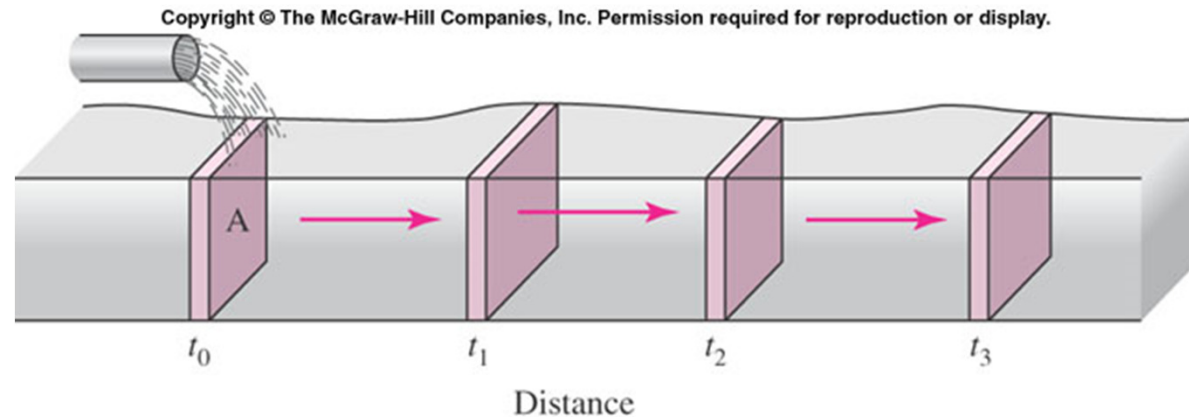 Copyright © The McGraw-Hill Companies, Inc. Permission required for reproduction or display.
A
t0 t1 t2 t3
Distance